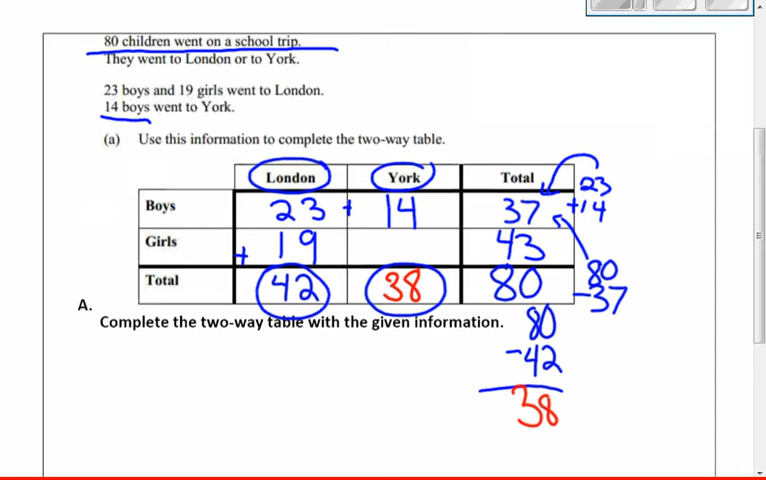 80 children went on a school trip.
They went to London or to York.
23 boys and 19 girls went to London.
14 boys went to York.
(a) Use this information to complete the two-way table.
London York Total
23
Boys 23 + 14 37 +14
Girls + 19 43
Total 42 38 80
80
-37
A.
Complete the two-way table with the given information.
80
-42
38